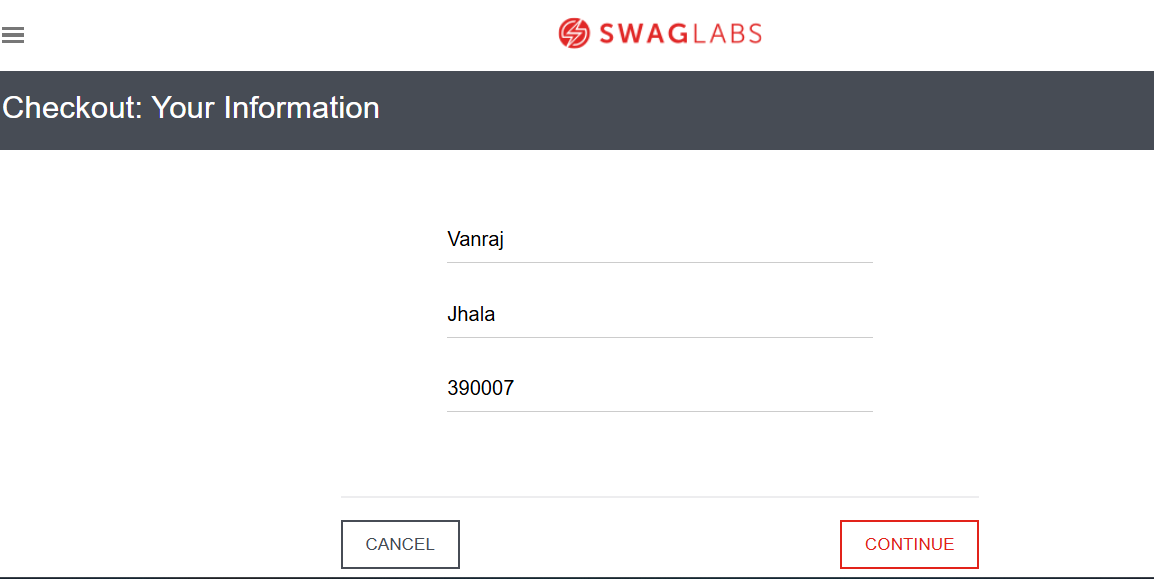 SWAGLABS
Checkout: Your Information
Vanraj
Jhala
390007
CANCEL
CONTINUE